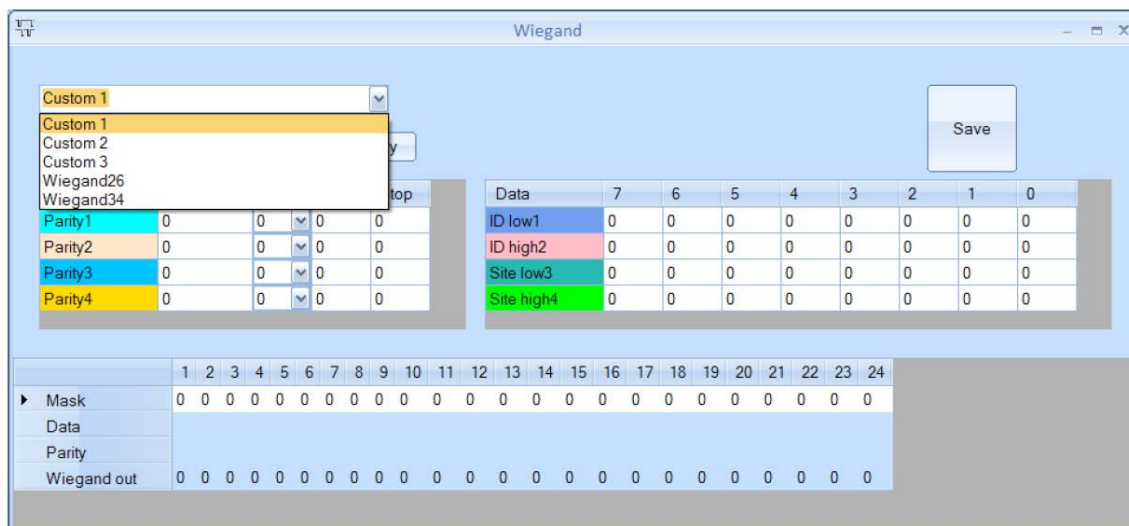 Wiegand
Custom 1
Custom 1
Custom 2
Custom 3
Wiegand26
Wiegand34
Save
Data 7 6 5 4 3 2 1 0
Parity1 0 0 0 0
Parity2 0 0 0 0
Parity3 0 0 0 0
Parity4 0 0 0 0
ID low1 0 0 0 0 0 0 0 0
ID high2 0 0 0 0 0 0 0 0
Site low3 0 0 0 0 0 0 0 0
Site high4 0 0 0 0 0 0 0 0
1 2 3 4 5 6 7 8 9 10 11 12 13 14 15 16 17 18 19 20 21 22 23 24
Mask 0 0 0 0 0 0 0 0 0 0 0 0 0 0 0 0 0 0 0 0 0 0 0 0
Data
Parity
Wiegand out 0 0 0 0 0 0 0 0 0 0 0 0 0 0 0 0 0 0 0 0 0 0 0 0